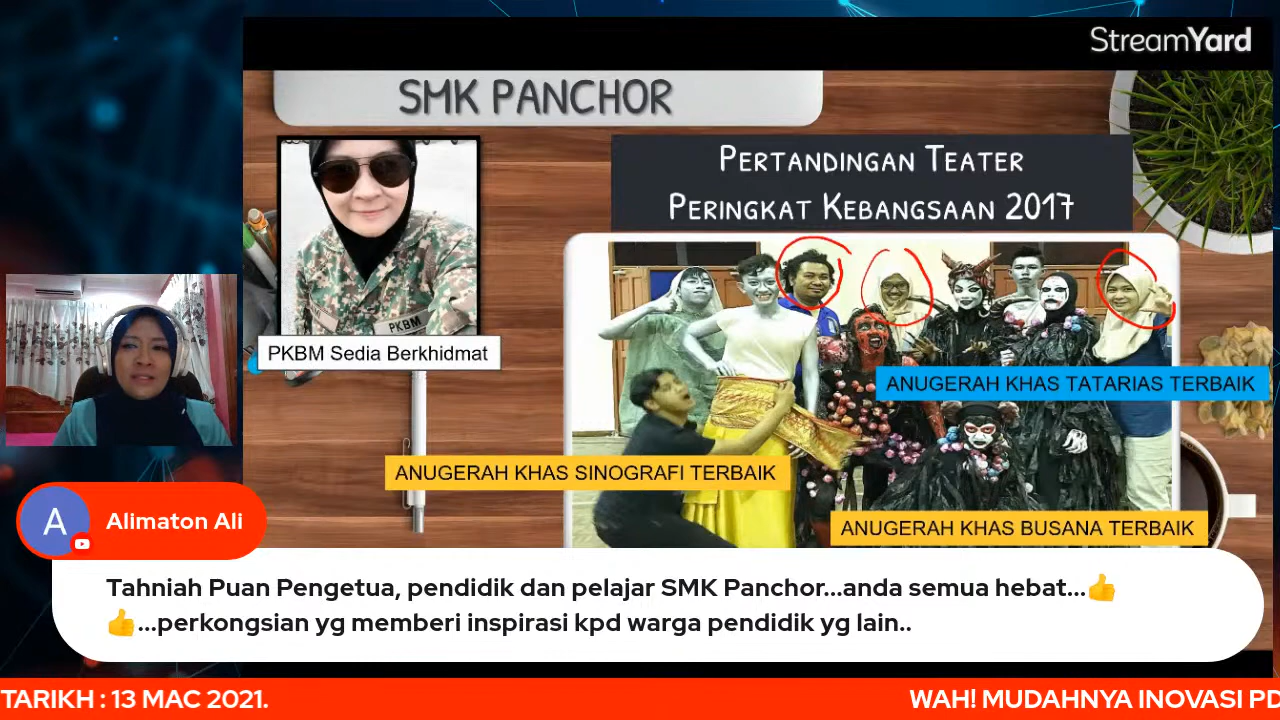 StreamYard
SMK PANCHOR
PERTANDINGAN TEATER
PERINGKAT KEBANGSAAN 2017
PKBM
PKBM Sedia Berkhidmat
ANUGERAH KHAS TATARIAS TERBAIK
ANUGERAH KHAS SINOGRAFI TERBAIK
ANUGERAH KHAS BUSANA TERBAIK
A
Alimaton Ali
Tahniah Puan Pengetua, pendidik dan pelajar SMK Panchor...anda semua hebat...👍
👍...perkongsian yg memberi inspirasi kpd warga pendidik yg lain..
TARIKH : 13 MAC 2021. WAH! MUDAHNYA INOVASI PD